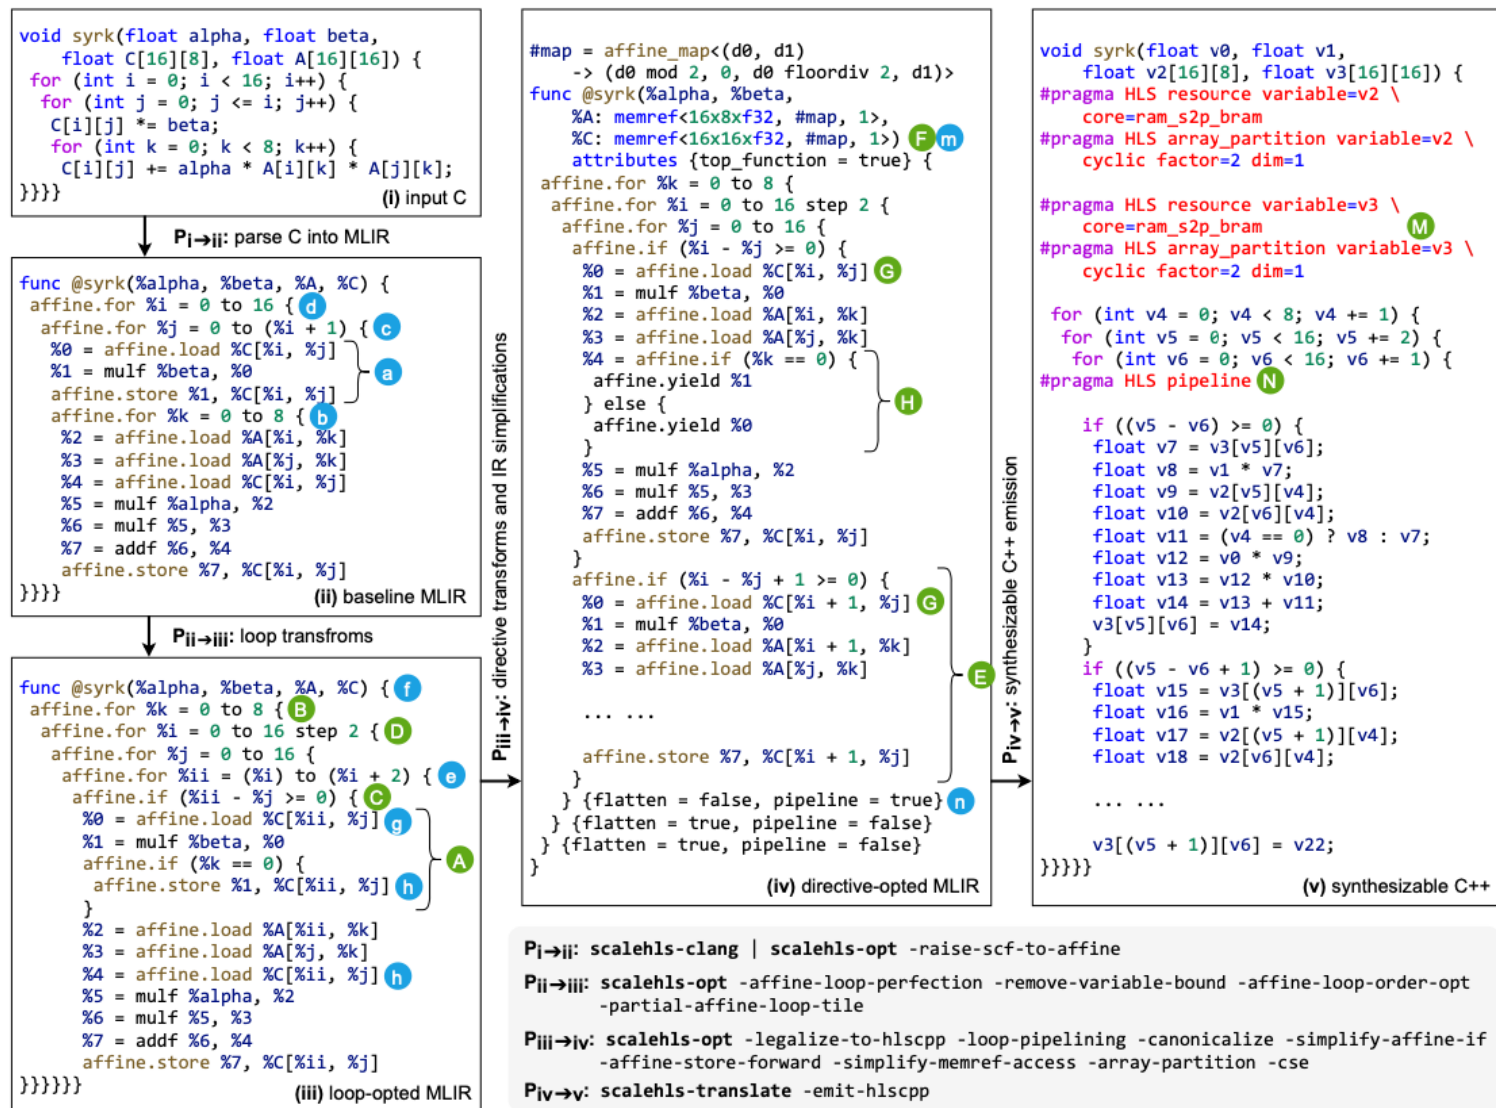 void syrk(float alpha, float beta,
float C[16][8], float A[16][16]) {
for (int i = 0; i < 16; i++) {
for (int j = 0; j <= i; j++) {
C[i][j] *= beta;
for (int k = 0; k < 8; k++) {
C[i][j] += alpha * A[i][k] * A[j][k];
}}}}
(i) input C
Pi→ii: parse C into MLIR
func @syrk(%alpha, %beta, %A, %C) {
affine.for %i = 0 to 16 { d
affine.for %j = 0 to (%i + 1) { c
%0 = affine.load %C[%i, %j]
%1 = mulf %beta, %0
a
affine.store %1, %C[%i, %j]
affine.for %k = 0 to 8 { b
%2 = affine.load %A[%i, %k]
%3 = affine.load %A[%j, %k]
%4 = affine.load %C[%i, %j]
%5 = mulf %alpha, %2
%6 = mulf %5, %3
%7 = addf %6, %4
affine.store %7, %C[%i, %j]
}}}}
(ii) baseline MLIR
Pii→iii: loop transfroms
func @syrk(%alpha, %beta, %A, %C) { f
affine.for %k = 0 to 8 { B
affine.for %i = 0 to 16 step 2 { D
affine.for %j = 0 to 16 {
affine.for %ii = (%i) to (%i + 2) { e
affine.if (%ii - %j >= 0) { C
%0 = affine.load %C[%ii, %j] g
%1 = mulf %beta, %0
affine.if (%k == 0) {
A
affine.store %1, %C[%ii, %j] h
}
%2 = affine.load %A[%ii, %k]
%3 = affine.load %A[%j, %k]
%4 = affine.load %C[%ii, %j] h
%5 = mulf %alpha, %2
%6 = mulf %5, %3
%7 = addf %6, %4
affine.store %7, %C[%ii, %j]
}}}}}}
(iii) loop-opted MLIR
Piii→iv: directive transforms and IR simplifications
#map = affine_map<(d0, d1)
-> (d0 mod 2, 0, d0 floordiv 2, d1)>
func @syrk(%alpha, %beta,
%A: memref<16x8xf32, #map, 1>,
%C: memref<16x16xf32, #map, 1>) F m
attributes {top_function = true} {
affine.for %k = 0 to 8 {
affine.for %i = 0 to 16 step 2 {
affine.for %j = 0 to 16 {
affine.if (%i - %j >= 0) {
%0 = affine.load %C[%i, %j] G
%1 = mulf %beta, %0
%2 = affine.load %A[%i, %k]
%3 = affine.load %A[%j, %k]
%4 = affine.if (%k == 0) {
affine.yield %1
} else {
H
affine.yield %0
}
%5 = mulf %alpha, %2
%6 = mulf %5, %3
%7 = addf %6, %4
affine.store %7, %C[%i, %j]
}
affine.if (%i - %j + 1 >= 0) {
%0 = affine.load %C[%i + 1, %j] G
%1 = mulf %beta, %0
%2 = affine.load %A[%i + 1, %k]
%3 = affine.load %A[%j, %k]
E
... ...
affine.store %7, %C[%i + 1, %j]
}
} {flatten = false, pipeline = true} n
} {flatten = true, pipeline = false}
} {flatten = true, pipeline = false}
}
(iv) directive-opted MLIR
Piv→v: synthesizable C++ emission
void syrk(float v0, float v1,
float v2[16][8], float v3[16][16]) {
#pragma HLS resource variable=v2 \
core=ram_s2p_bram
#pragma HLS array_partition variable=v2 \
cyclic factor=2 dim=1
#pragma HLS resource variable=v3 \
core=ram_s2p_bram M
#pragma HLS array_partition variable=v3 \
cyclic factor=2 dim=1
for (int v4 = 0; v4 < 8; v4 += 1) {
for (int v5 = 0; v5 < 16; v5 += 2) {
for (int v6 = 0; v6 < 16; v6 += 1) {
#pragma HLS pipeline N
if ((v5 - v6) >= 0) {
float v7 = v3[v5][v6];
float v8 = v1 * v7;
float v9 = v2[v5][v4];
float v10 = v2[v6][v4];
float v11 = (v4 == 0) ? v8 : v7;
float v12 = v0 * v9;
float v13 = v12 * v10;
float v14 = v13 + v11;
v3[v5][v6] = v14;
}
if ((v5 - v6 + 1) >= 0) {
float v15 = v3[(v5 + 1)][v6];
float v16 = v1 * v15;
float v17 = v2[(v5 + 1)][v4];
float v18 = v2[v6][v4];
... ...
v3[(v5 + 1)][v6] = v22;
}}}}}
(v) synthesizable C++
Pi→ii: scalehls-clang | scalehls-opt -raise-scf-to-affine
Pii→iii: scalehls-opt -affine-loop-perfection -remove-variable-bound -affine-loop-order-opt
-partial-affine-loop-tile
Piii→iv: scalehls-opt -legalize-to-hlscpp -loop-pipelining -canonicalize -simplify-affine-if
-affine-store-forward -simplify-memref-access -array-partition -cse
Piv→v: scalehls-translate -emit-hlscpp